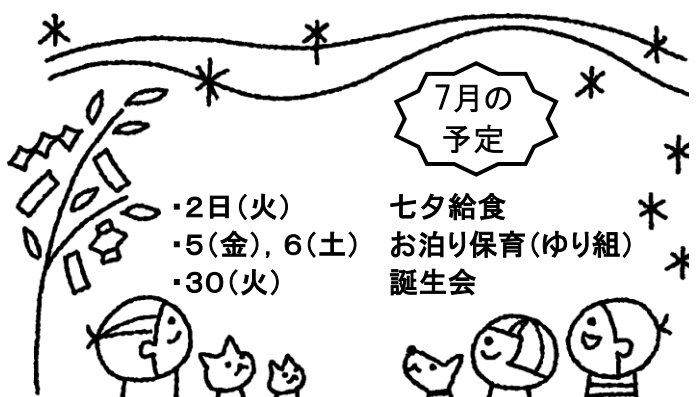 7月の
予定
・2日(火)　七夕給食
・5(金), 6(土)　お泊り保育(ゆり組)
・30(火)　誕生会